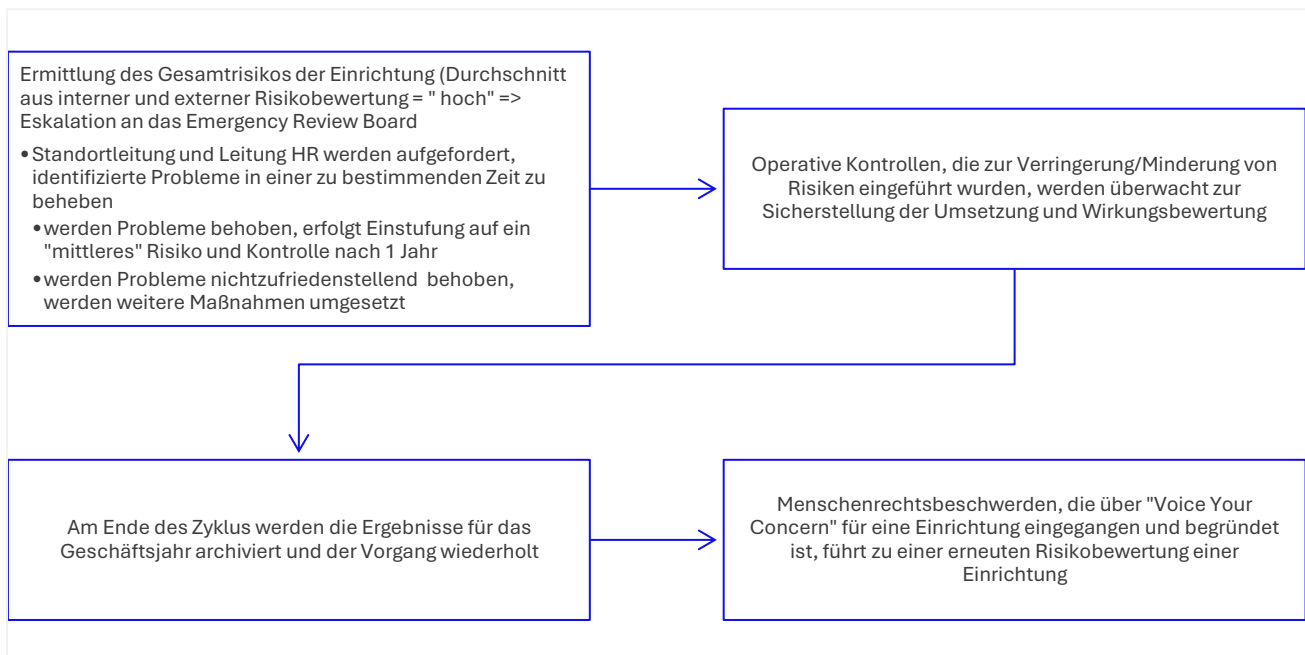 Ermittlung des Gesamtrisikos der Einrichtung (Durchschnitt
aus interner und externer Risikobewertung = " hoch" =>
Eskalation an das Emergency Review Board
•Standortleitung und Leitung HR werden aufgefordert,
identifizierte Probleme in einer zu bestimmenden Zeit zu
beheben
•werden Probleme behoben, erfolgt Einstufung auf ein
"mittleres" Risiko und Kontrolle nach 1 Jahr
•werden Probleme nichtzufriedenstellend behoben,
werden weitere Maßnahmen umgesetzt
Operative Kontrollen, die zur Verringerung/Minderung von
Risiken eingeführt wurden, werden überwacht zur
Sicherstellung der Umsetzung und Wirkungsbewertung
Am Ende des Zyklus werden die Ergebnisse für das
Geschäftsjahr archiviert und der Vorgang wiederholt
Menschenrechtsbeschwerden, die über "Voice Your
Concern" für eine Einrichtung eingegangen und begründet
ist, führt zu einer erneuten Risikobewertung einer
Einrichtung